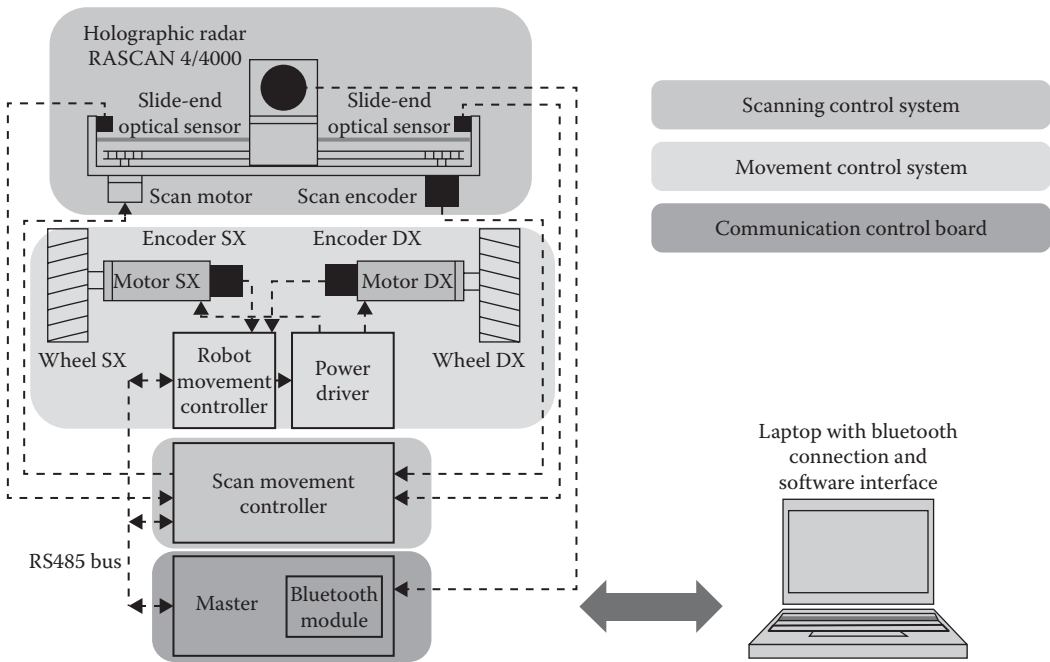 Holographic radar
RASCAN 4/4000
Slide-end
optical sensor
Slide-end
optical sensor
Scan motor
Scan encoder
Scanning control system
Movement control system
Communication control board
Encoder SX
Encoder DX
Motor SX
Motor DX
Wheel SX
Wheel DX
Robot
movement
controller
Power
driver
Scan movement
controller
RS485 bus
Master
Bluetooth
module
Laptop with bluetooth
connection and
software interface